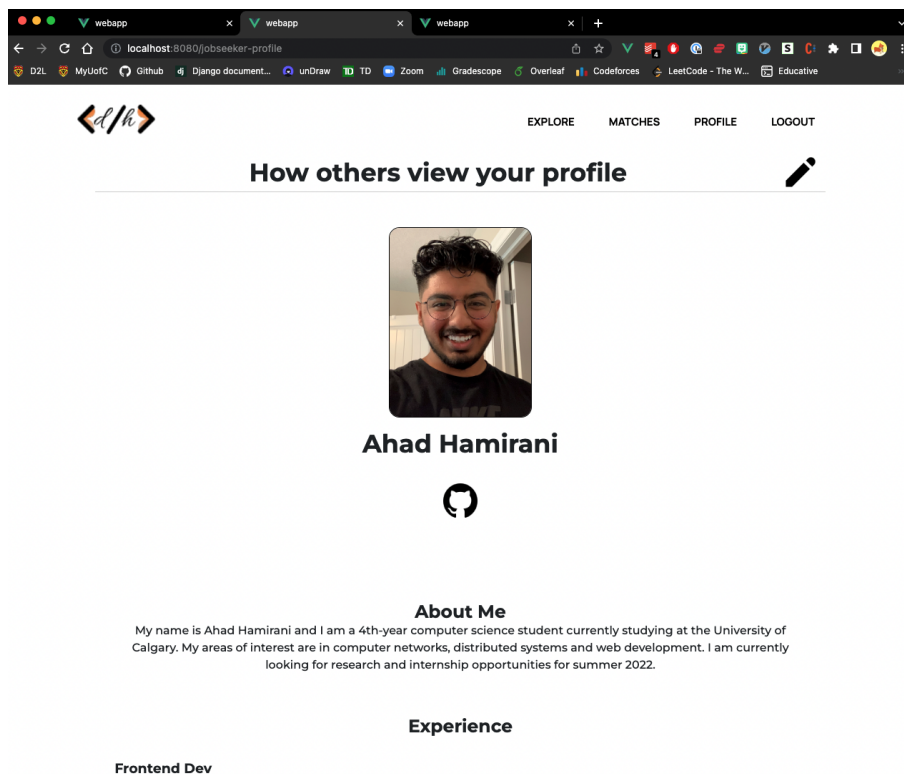 webapp
webapp
webapp
localhost:8080/jobseeker-profile
4
D2L MyUofC Github dj Django document... unDraw TD TD Zoom Gradescope Overleaf Codeforces LeetCode - The W... Educative
d/h
EXPLORE MATCHES PROFILE LOGOUT
How others view your profile
NIKE
Ahad Hamirani
About Me
My name is Ahad Hamirani and I am a 4th-year computer science student currently studying at the University of
Calgary. My areas of interest are in computer networks, distributed systems and web development. I am currently
looking for research and internship opportunities for summer 2022.
Experience
Frontend Dev